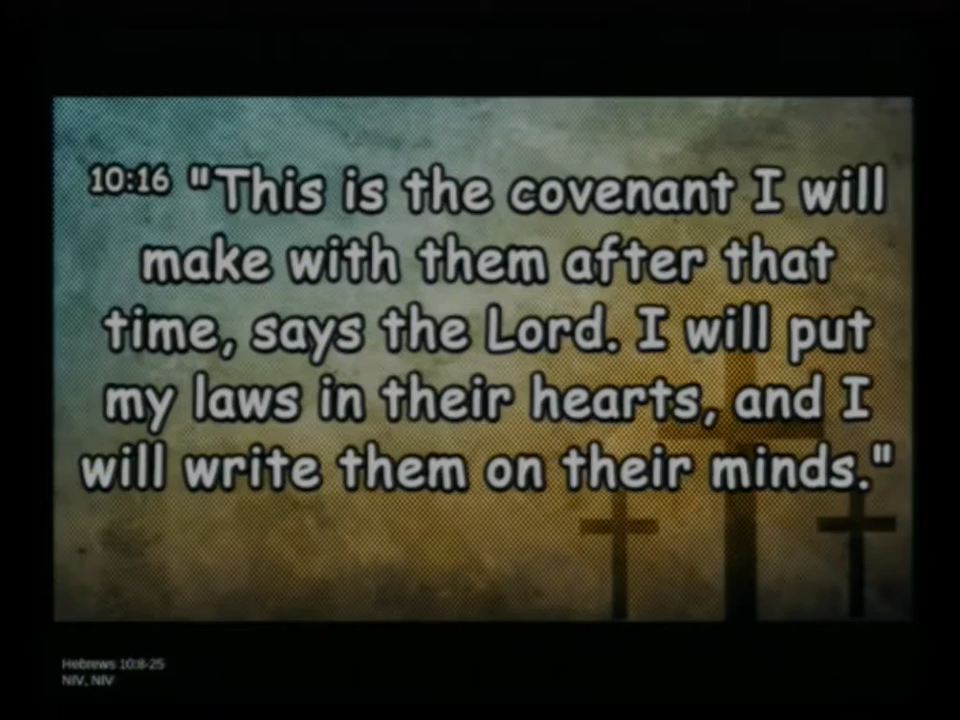 10:16 "This is the covenant I will
make with them after that
time, says the Lord. I will put
my laws in their hearts, and I
will write them on their minds."
Hebrews 10:8-25
NIV, NIV